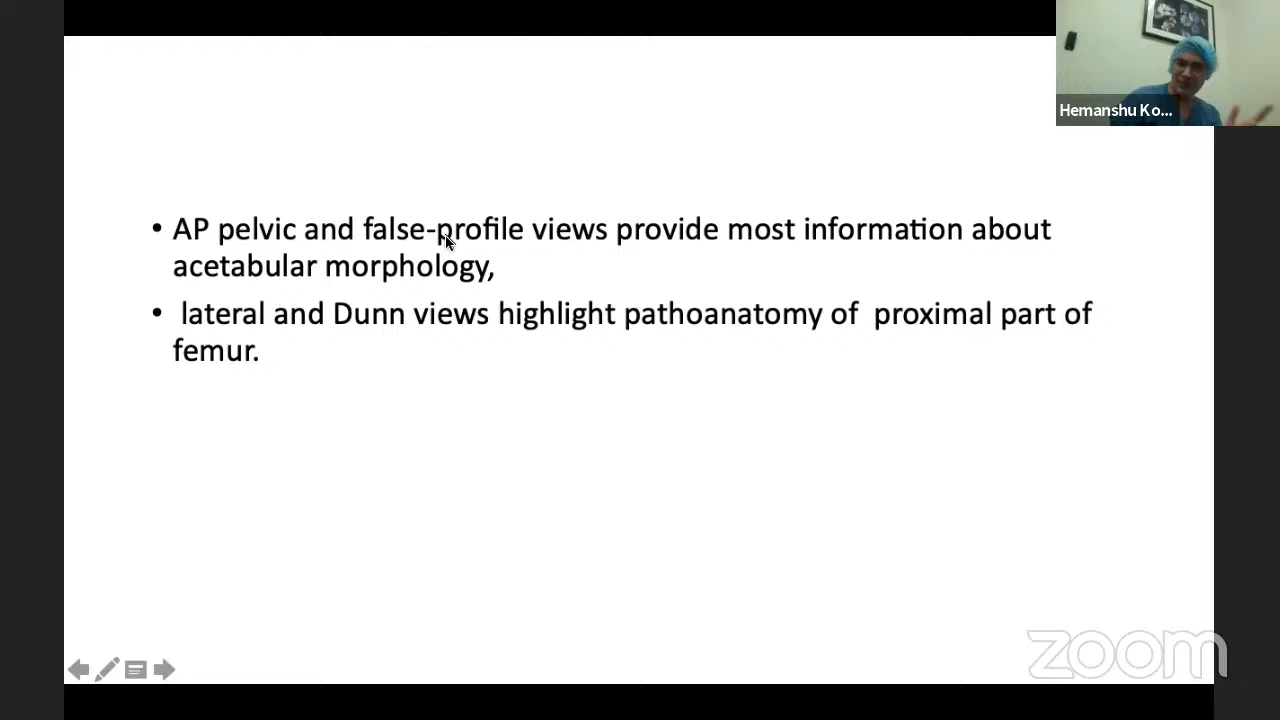 Hemanshu Ko...
• AP pelvic and false-profile views provide most information about
acetabular morphology,
• lateral and Dunn views highlight pathoanatomy of proximal part of
femur.
zoom